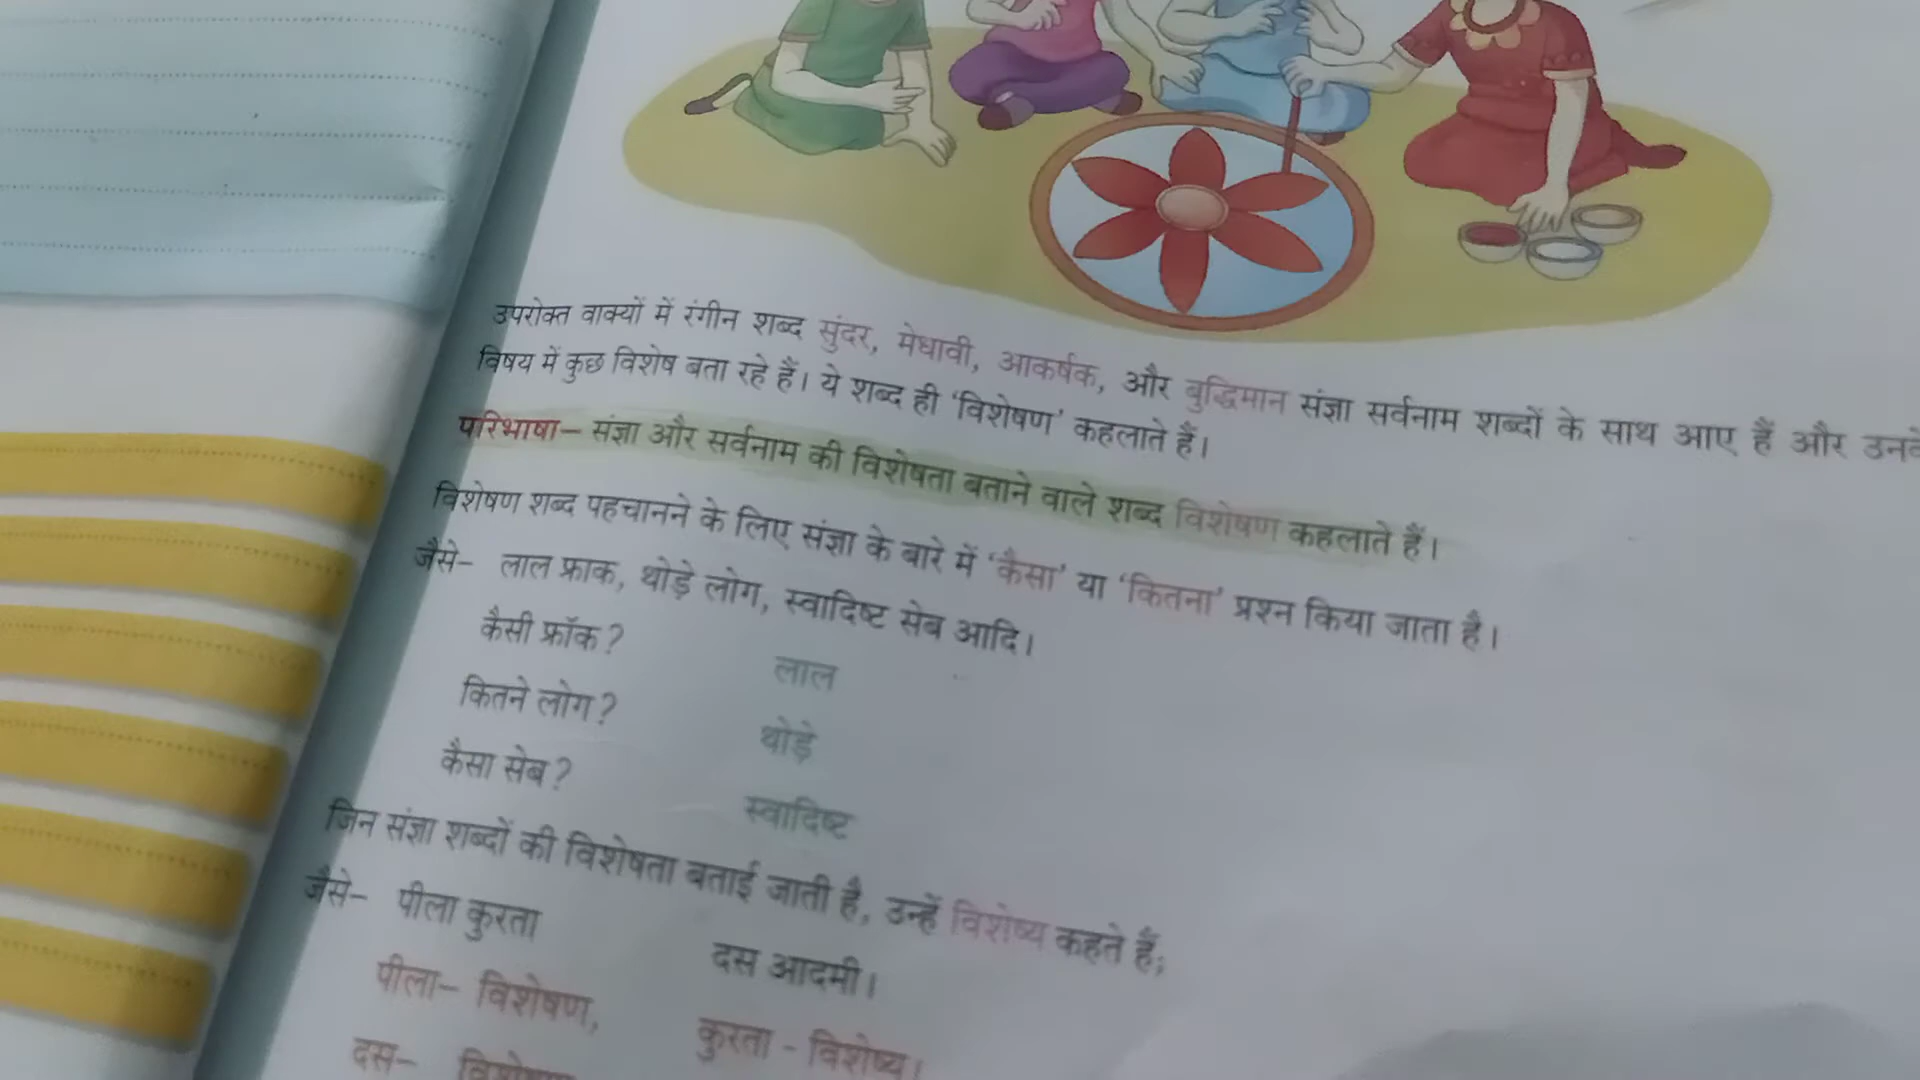 उपरोक्त वाक्यों में रंगीन शब्द सुंदर, मेधावी, आकर्षक, और बुद्धिमान संज्ञा सर्वनाम शब्दों के साथ आए हैं और उनके
विषय में कुछ विशेष बता रहे हैं। ये शब्द ही ‘विशेषण’ कहलाते हैं।
परिभाषा– संज्ञा और सर्वनाम की विशेषता बताने वाले शब्द विशेषण कहलाते हैं।
विशेषण शब्द पहचानने के लिए संज्ञा के बारे में ‘कैसा’ या ‘कितना’ प्रश्न किया जाता है।
जैसे– लाल फ्राक, थोड़े लोग, स्वादिष्ट सेब आदि।
कैसी फ्रॉक? लाल
कितने लोग? थोड़े
कैसा सेब? स्वादिष्ट
जिन संज्ञा शब्दों की विशेषता बताई जाती है, उन्हें विशेष्य कहते हैं;
जैसे– पीला कुरता दस आदमी।
पीला– विशेषण, कुरता - विशेष्य।
दस– विशेषण